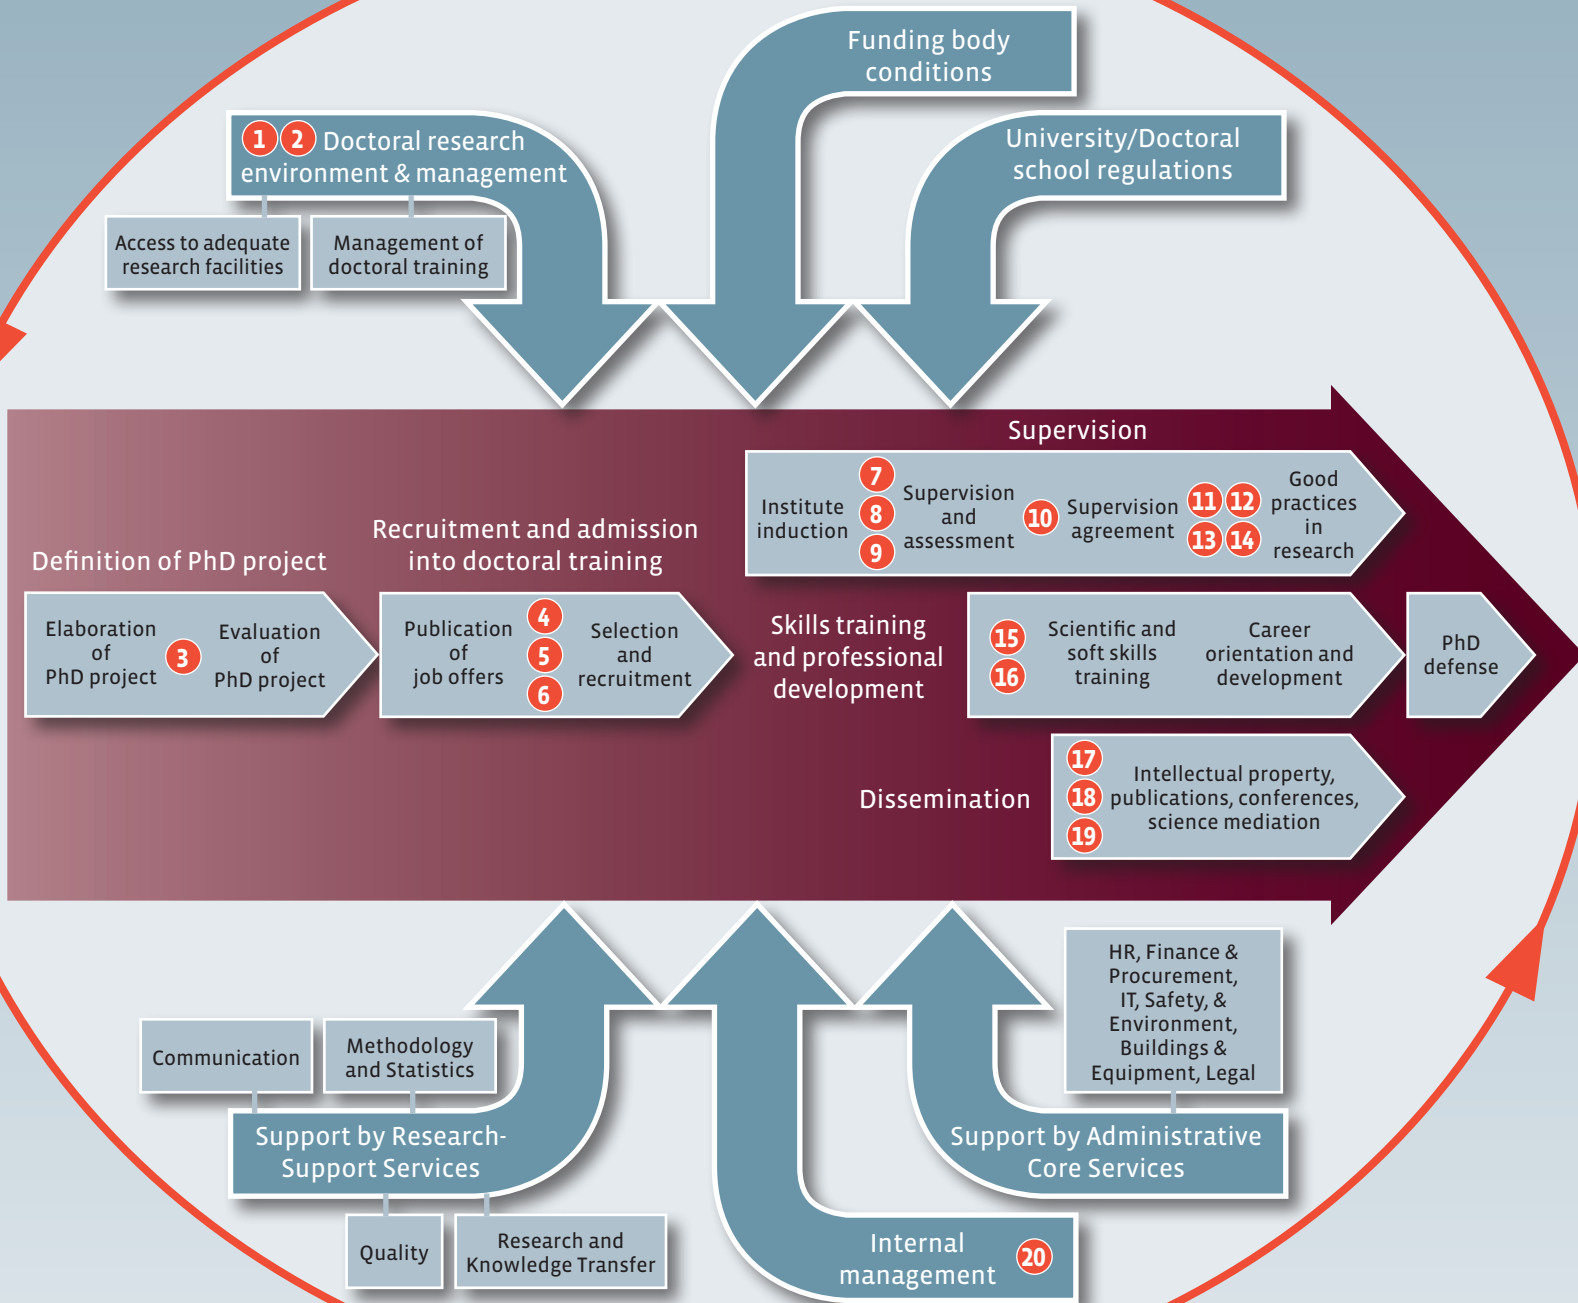 Funding body
conditions
1 2 Doctoral research
environment & management
University/Doctoral
school regulations
Access to adequate
research facilities
Management of
doctoral training
Supervision
Institute
induction
7
8
9
Supervision
and
assessment
10
Supervision
agreement
11 12
13 14
Good
practices
in
research
Definition of PhD project
Elaboration
of
PhD project
3
Evaluation
of
PhD project
Recruitment and admission
into doctoral training
Publication
of
job offers
4
5
6
Selection
and
recruitment
Skills training
and professional
development
15
16
Scientific and
soft skills
training
Career
orientation and
development
PhD
defense
Dissemination
17
18
19
Intellectual property,
publications, conferences,
science mediation
HR, Finance &
Procurement,
IT, Safety, &
Environment,
Buildings &
Equipment, Legal
Communication
Methodology
and Statistics
Support by Research-
Support Services
Support by Administrative
Core Services
Quality
Research and
Knowledge Transfer
Internal
management
20